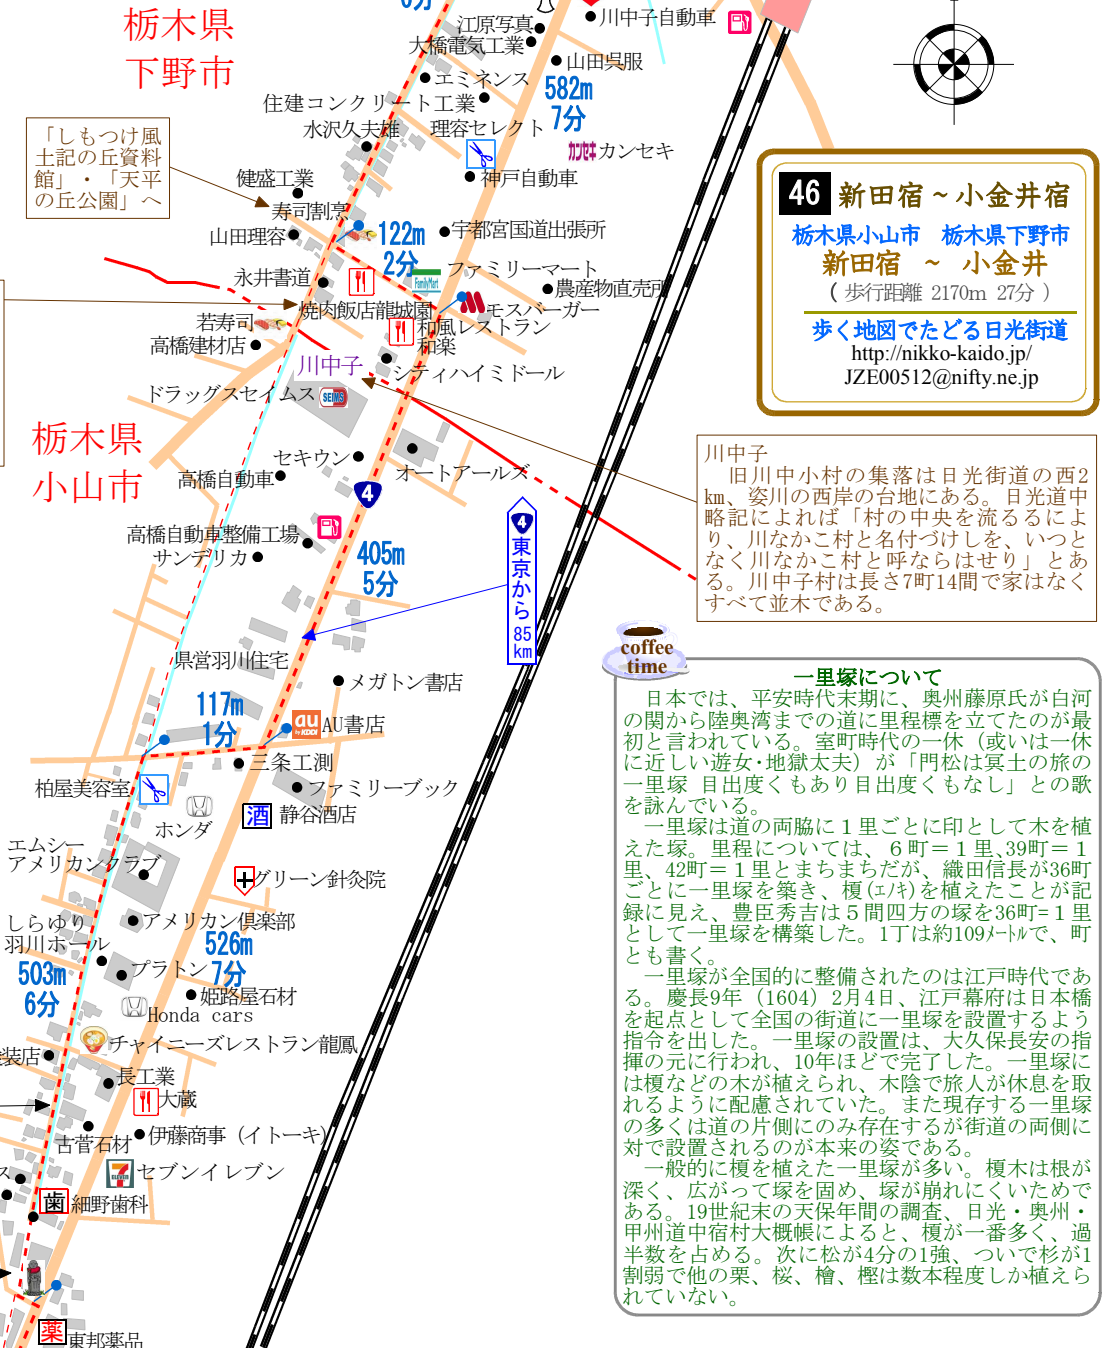 栃木県
下野市
江原写真
大橋電気工業
エミネンス
住建コンクリート工業
水沢久夫雄
理容セレクト
川中子自動車
山田呉服
582m
7分
カンセキ
カンセキ
神戸自動車
「しもつけ風
土記の丘資料
館」・「天平
の丘公園」へ
健盛工業
寿司割烹
山田理容
122m
2分
宇都宮国道出張所
永井書道
ファミリーマート
FamilyMart
農産物直売所
焼肉飯店龍城園
モスバーガー
若寿司
和風レストラン
和楽
高橋建材店
川中子
シティハイミドール
ドラッグスセイムス
SEIMS
46 新田宿～小金井宿
栃木県小山市 栃木県下野市
新田宿 ～ 小金井
( 歩行距離 2170m 27分 )
歩く地図でたどる日光街道
http://nikko-kaido.jp/
JZE00512@nifty.ne.jp
栃木県
小山市
セキウン
オートアールズ
高橋自動車
4
高橋自動車整備工場
サンデリカ
405m
5分
4
東京から
85
km
川中子
旧川中小村の集落は日光街道の西2
㎞、姿川の西岸の台地にある。日光道中
略記によれば「村の中央を流るるによ
り、川なかこ村と名付づけしを、いつと
なく川なかこ村と呼ならはせり」とあ
る。川中子村は長さ7町14間で家はなく
すべて並木である。
県営羽川住宅
メガトン書店
117m
1分
au
by KDDI
AU書店
三条工測
柏屋美容室
ファミリーブック
ホンダ
酒 静谷酒店
エムシー
アメリカンクラブ
グリーン針灸院
しらゆり
羽川ホール
アメリカン倶楽部
526m
7分
503m
6分
プラトン
姫路屋石材
Honda cars
チャイニーズレストラン龍鳳
装店
長工業
大蔵
古菅石材
伊藤商事（イトーキ）
7 ELEVEN セブンイレブン
ス
歯 細野歯科
薬 東邦薬品
coffee
time
一里塚について
日本では、平安時代末期に、奥州藤原氏が白河
の関から陸奥湾までの道に里程標を立てたのが最
初と言われている。室町時代の一休（或いは一休
に近しい遊女･地獄太夫）が「門松は冥土の旅の
一里塚 目出度くもあり目出度くもなし」との歌
を詠んでいる。
一里塚は道の両脇に１里ごとに印として木を植
えた塚。里程については、６町＝１里､39町＝１
里、42町＝１里とまちまちだが、織田信長が36町
ごとに一里塚を築き、榎(ｴﾉｷ)を植えたことが記
録に見え、豊臣秀吉は５間四方の塚を36町=１里
として一里塚を構築した。1丁は約109ﾒｰﾄﾙで、町
とも書く。
一里塚が全国的に整備されたのは江戸時代であ
る。慶長9年（1604）2月4日、江戸幕府は日本橋
を起点として全国の街道に一里塚を設置するよう
指令を出した。一里塚の設置は、大久保長安の指
揮の元に行われ、10年ほどで完了した。一里塚に
は榎などの木が植えられ、木陰で旅人が休息を取
れるように配慮されていた。また現存する一里塚
の多くは道の片側にのみ存在するが街道の両側に
対で設置されるのが本来の姿である。
一般的に榎を植えた一里塚が多い。榎木は根が
深く、広がって塚を固め、塚が崩れにくいためで
ある。19世紀末の天保年間の調査、日光・奥州・
甲州道中宿村大概帳によると、榎が一番多く、過
半数を占める。次に松が4分の1強、ついで杉が1
割弱で他の栗、桜、檜、樫は数本程度しか植えら
れていない。